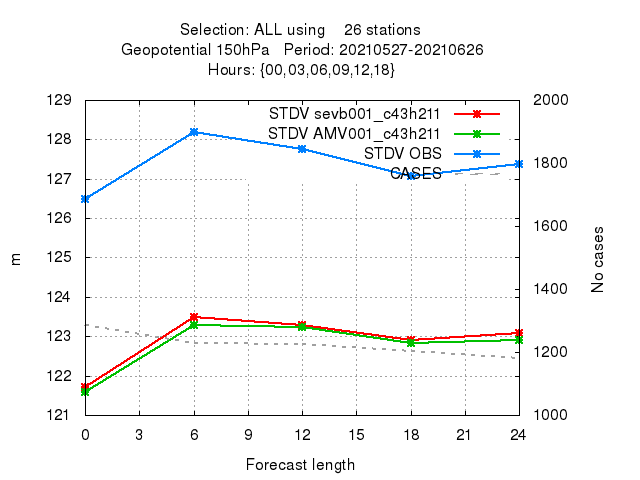 Selection: ALL using    26 stations
Geopotential 150hPa   Period: 20210527-20210626
Hours: {00,03,06,09,12,18}
STDV sevb001_c43h211
STDV AMV001_c43h211
STDV OBS
CASES
129
128
127
126
125
124
123
122
121
m
2000
1800
1600
1400
1200
1000
No cases
0 3 6 9 12 15 18 21 24
Forecast length